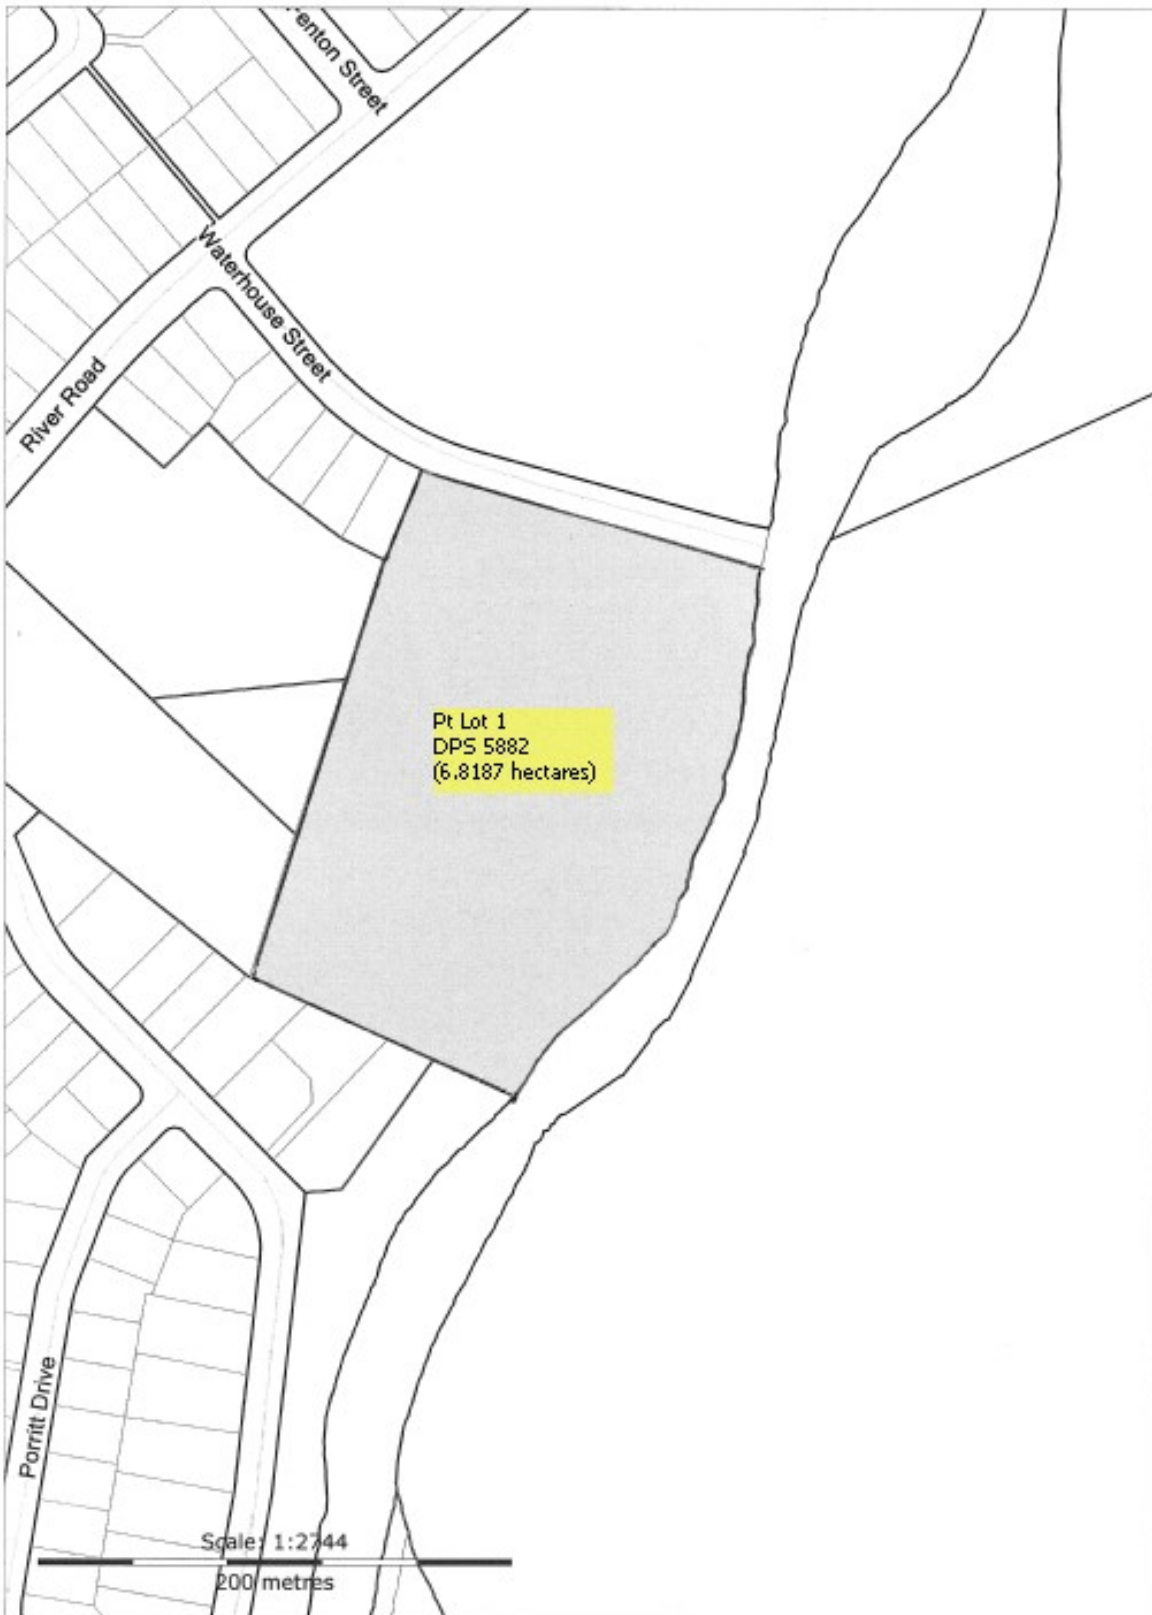 Fenton Street
Waterhouse Street
River Road
Pt Lot 1
DPS 5882
(6.8187 hectares)
Porritt Drive
Scale: 1:2744
200 metres